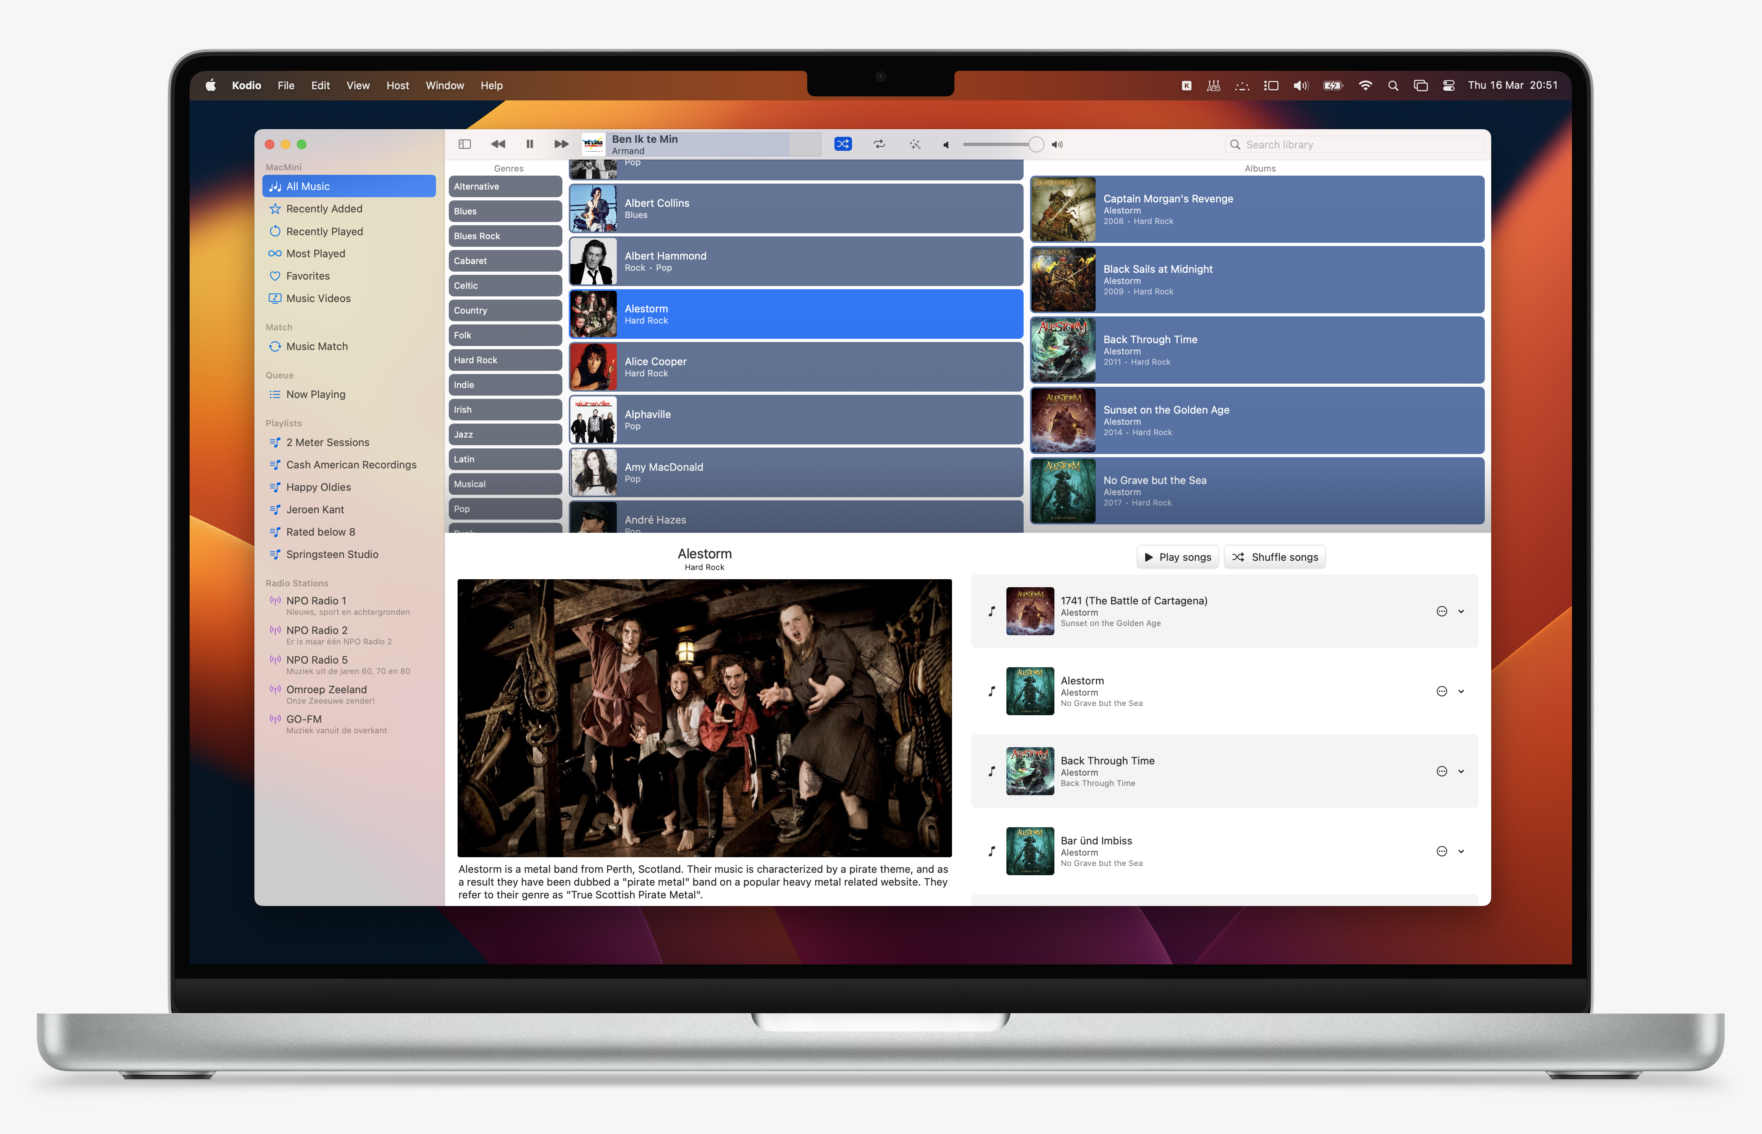 Kodio File Edit View Host Window Help
Thu 16 Mar 20:51
MacMini
All Music
Recently Added
Recently Played
Most Played
Favorites
Music Videos
Match
Music Match
Queue
Now Playing
Playlists
2 Meter Sessions
Cash American Recordings
Happy Oldies
Jeroen Kant
Rated below 8
Springsteen Studio
Radio Stations
NPO Radio 1
Nieuws, sport en achtergronden
NPO Radio 2
Er is maar één NPO Radio 2
NPO Radio 5
Muziek uit de jaren 60, 70 en 80
Omroep Zeeland
Onze Zeeeuwe zender!
GO-FM
Muziek vanuit de overkant
Ben Ik te Min
Armand
Search library
Genres
Alternative
Blues
Blues Rock
Cabaret
Celtic
Country
Folk
Hard Rock
Indie
Irish
Jazz
Latin
Musical
Pop
Punk
Pop
Albert Collins
Blues
Albert Hammond
Rock • Pop
Alestorm
Hard Rock
Alice Cooper
Hard Rock
Alphaville
Pop
Amy MacDonald
Pop
André Hazes
Pop
Albums
Captain Morgan's Revenge
Alestorm
2008 • Hard Rock
Black Sails at Midnight
Alestorm
2009 • Hard Rock
ALESTORM
Back Through Time
Alestorm
2011 • Hard Rock
ALESTORM
Sunset on the Golden Age
Alestorm
2014 • Hard Rock
ALESTORM
No Grave but the Sea
Alestorm
2017 • Hard Rock
Alestorm
Hard Rock
Alestorm is a metal band from Perth, Scotland. Their music is characterized by a pirate theme, and as
a result they have been dubbed a "pirate metal" band on a popular heavy metal related website. They
refer to their genre as "True Scottish Pirate Metal".
Play songs
Shuffle songs
1741 (The Battle of Cartagena)
Alestorm
Sunset on the Golden Age
Alestorm
Alestorm
No Grave but the Sea
Back Through Time
Alestorm
Back Through Time
Bar ünd Imbiss
Alestorm
No Grave but the Sea